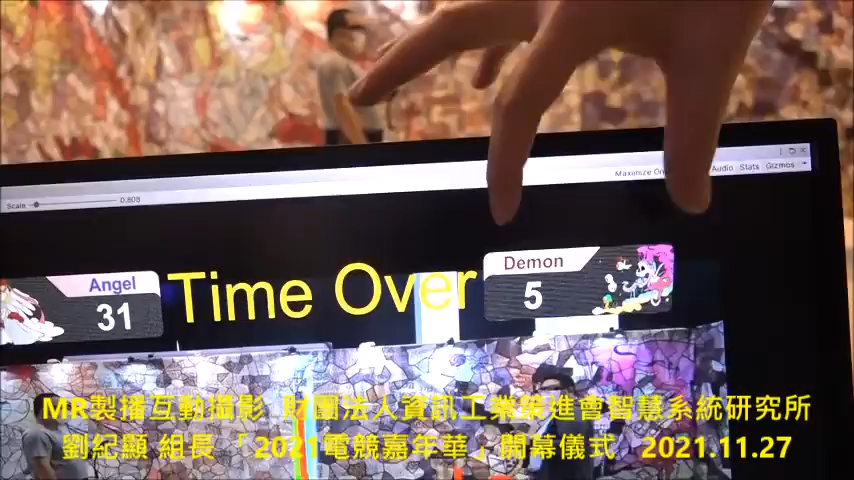 Scale 0.808
Audio Stats Gizmos
Angel
31
Time Over
Demon
5
MR製播互動攝影 財團法人資訊工業策進會智慧系統研究所
劉紀顯 組長 「2021電競嘉年華」開幕儀式 2021.11.27